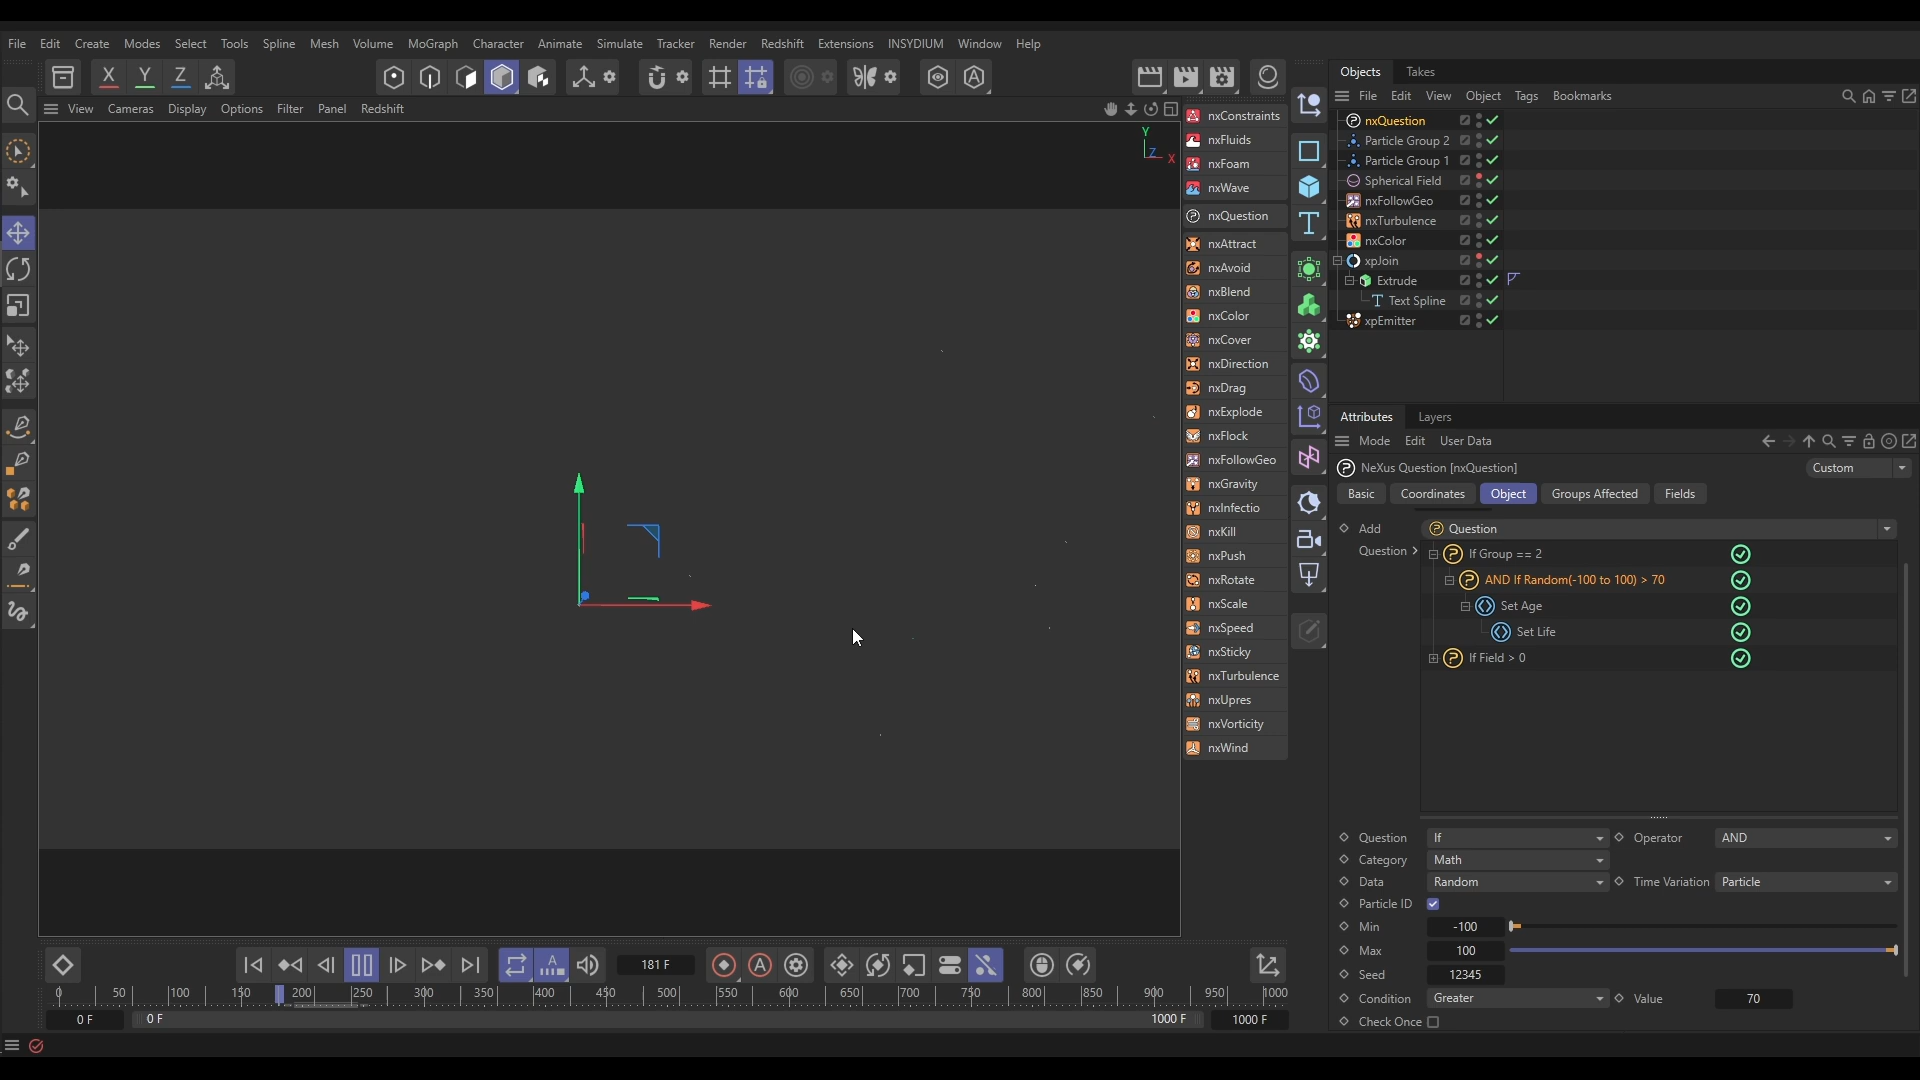 File Edit Create Modes Select Tools Spline Mesh Volume MoGraph Character Animate Simulate Tracker Render Redshift Extensions INSYDIUM Window Help
X Y Z
View Cameras Display Options Filter Panel Redshift
Y
Z X
nxConstraints
nxFluids
nxFoam
nxWave
nxQuestion
nxAttract
nxAvoid
nxBlend
nxColor
nxCover
nxDirection
nxDrag
nxExplode
nxFlock
nxFollowGeo
nxGravity
nxInfectio
nxKill
nxPush
nxRotate
nxScale
nxSpeed
nxSticky
nxTurbulence
nxUpres
nxVorticity
nxWind
Objects Takes
File Edit View Object Tags Bookmarks
nxQuestion
Particle Group 2
Particle Group 1
Spherical Field
nxFollowGeo
nxTurbulence
nxColor
xpJoin
Extrude
Text Spline
xpEmitter
Attributes Layers
Mode Edit User Data
NeXus Question [nxQuestion] Custom
Basic Coordinates Object Groups Affected Fields
Add Question
Question > If Group == 2
AND If Random(-100 to 100) > 70
Set Age
Set Life
If Field > 0
Question If Operator AND
Category Math
Data Random Time Variation Particle
Particle ID
Min -100
Max 100
Seed 12345
Condition Greater Value 70
Check Once
181 F
0 50 100 150 200 250 300 350 400 450 500 550 600 650 700 750 800 850 900 950 1000
0 F 0 F 1000 F 1000 F